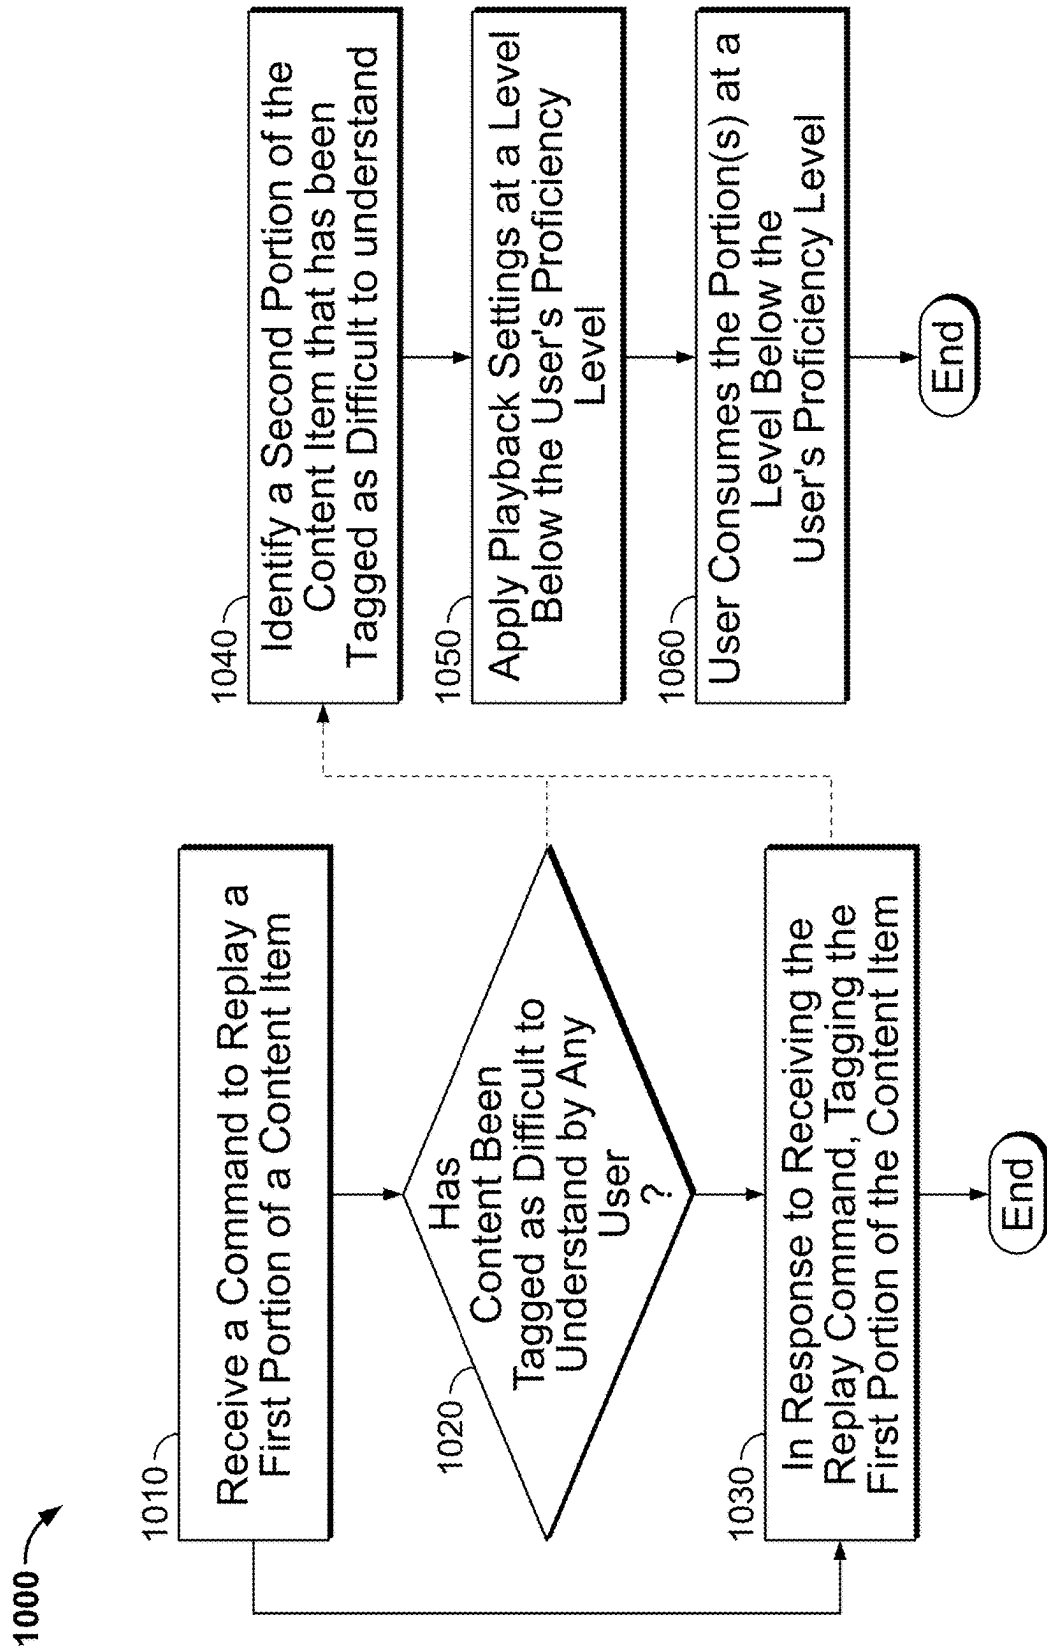 1000
1010
Receive a Command to Replay a
First Portion of a Content Item
1020
Has
Content Been
Tagged as Difficult to
Understand by Any
User
?
1030
In Response to Receiving the
Replay Command, Tagging the
First Portion of the Content Item
End
1040
Identify a Second Portion of the
Content Item that has been
Tagged as Difficult to understand
1050
Apply Playback Settings at a Level
Below the User's Proficiency
Level
1060
User Consumes the Portion(s) at a
Level Below the
User's Proficiency Level
End